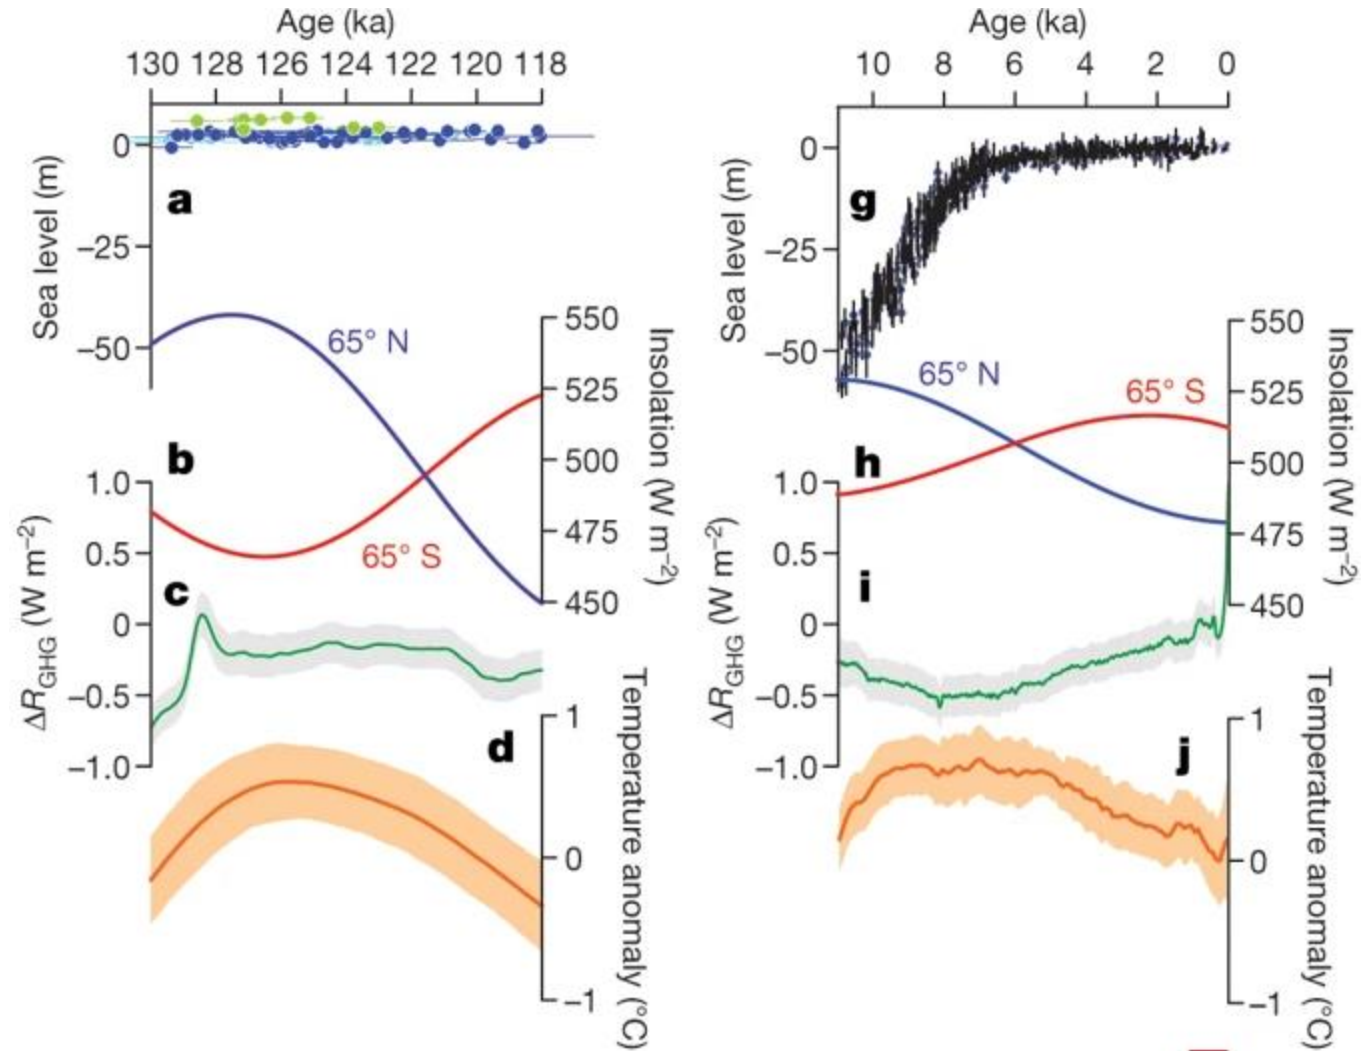 Age (ka)
130 128 126 124 122 120 118
0
−25
−50
Sea level (m)
a
65° N
550
525
500
475
450
Insolation (W m−2)
b
65° S
1.0
0.5
0
−0.5
−1.0
ΔRGHG (W m−2)
c
d
1
0
−1
Temperature anomaly (°C)
Age (ka)
10 8 6 4 2 0
0
−25
−50
Sea level (m)
g
65° N
65° S
550
525
500
475
450
Insolation (W m−2)
h
1.0
0.5
0
−0.5
−1.0
ΔRGHG (W m−2)
i
j
1
0
−1
Temperature anomaly (°C)